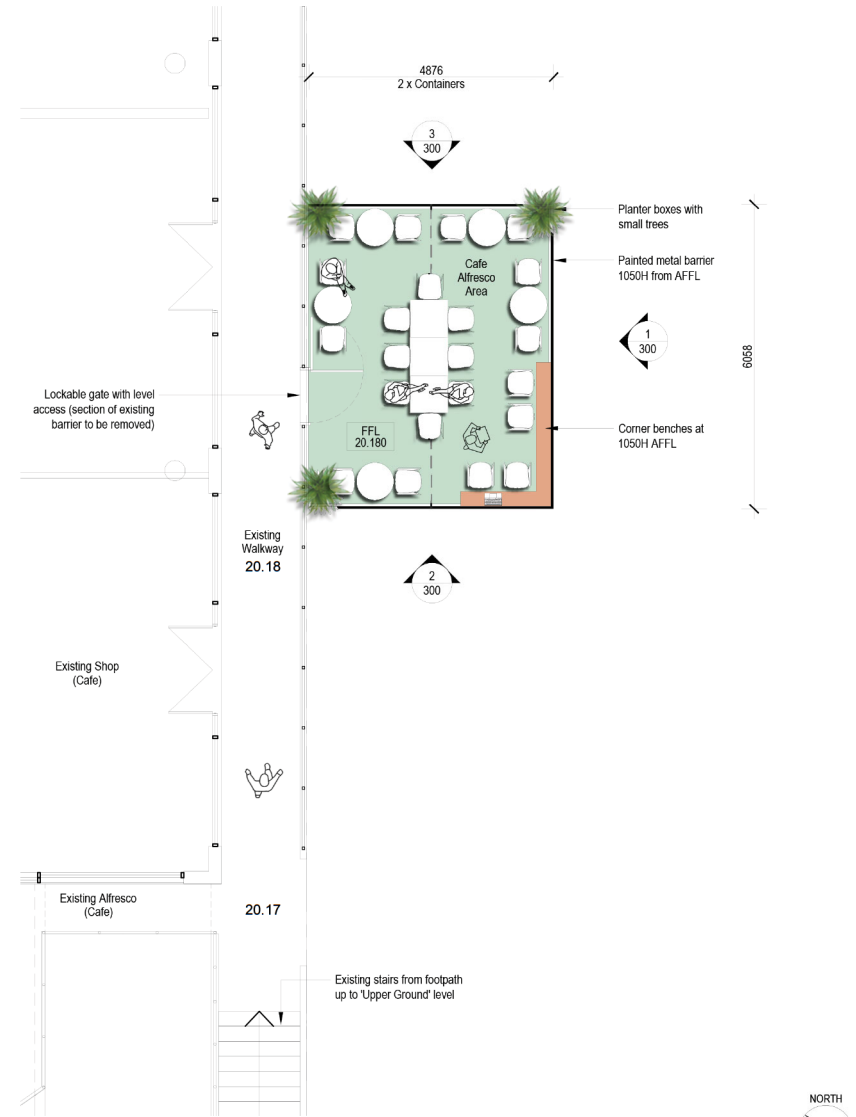 4876
2 x Containers
3
300
Planter boxes with
small trees
Cafe
Alfresco
Area
Painted metal barrier
1050H from AFFL
1
300
6058
Lockable gate with level
access (section of existing
barrier to be removed)
FFL
20.180
Corner benches at
1050H AFFL
Existing
Walkway
20.18
2
300
Existing Shop
(Cafe)
Existing Alfresco
(Cafe)
20.17
Existing stairs from footpath
up to 'Upper Ground' level
NORTH